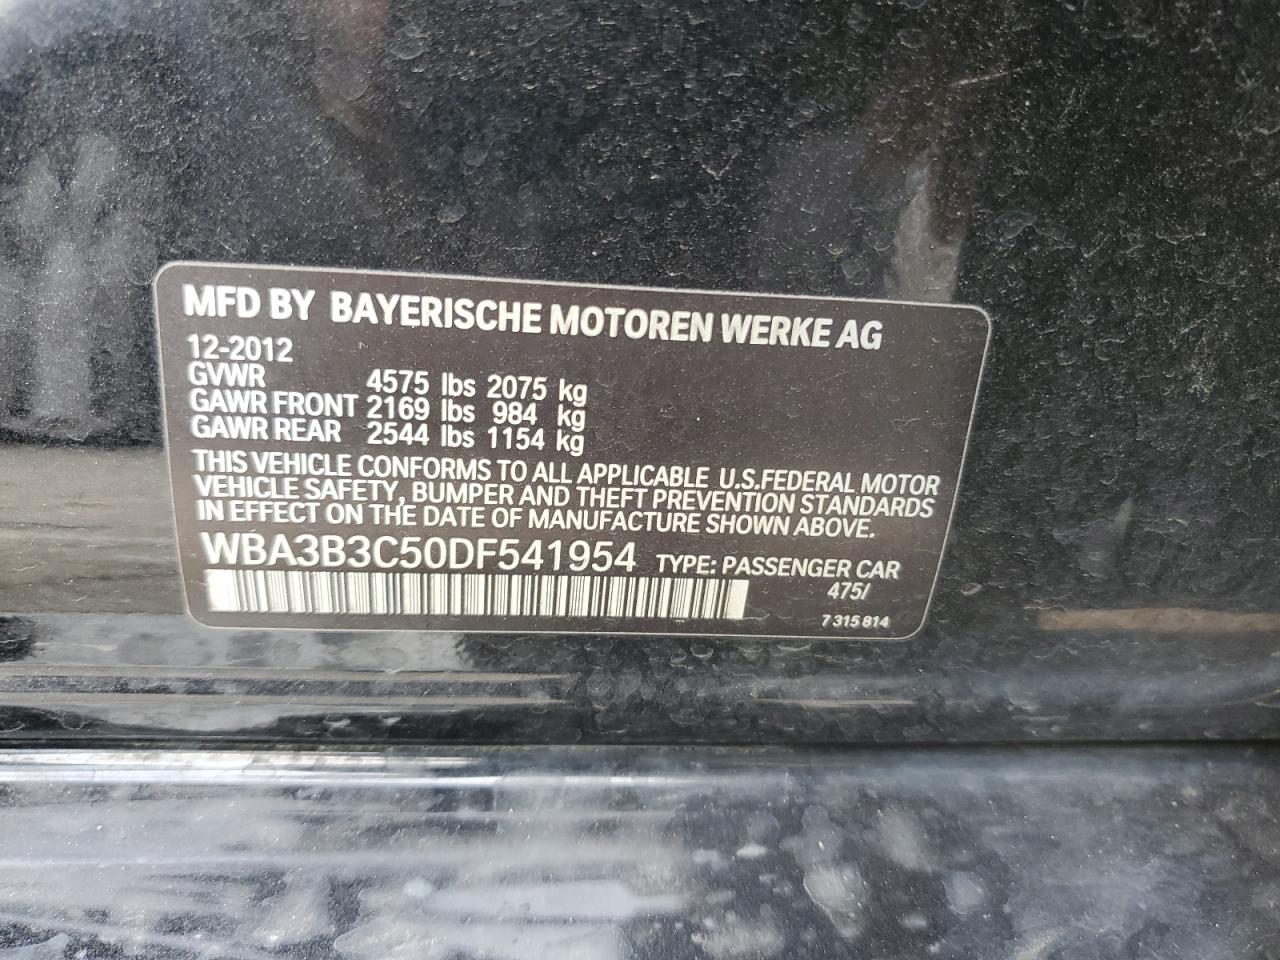 MFD BY BAYERISCHE MOTOREN WERKE AG
12-2012
GVWR 4575 lbs 2075 kg
GAWR FRONT 2169 lbs 984 kg
GAWR REAR 2544 lbs 1154 kg
THIS VEHICLE CONFORMS TO ALL APPLICABLE U.S.FEDERAL MOTOR
VEHICLE SAFETY, BUMPER AND THEFT PREVENTION STANDARDS
IN EFFECT ON THE DATE OF MANUFACTURE SHOWN ABOVE.
WBA3B3C50DF541954 TYPE: PASSENGER CAR
475/
7 315 814